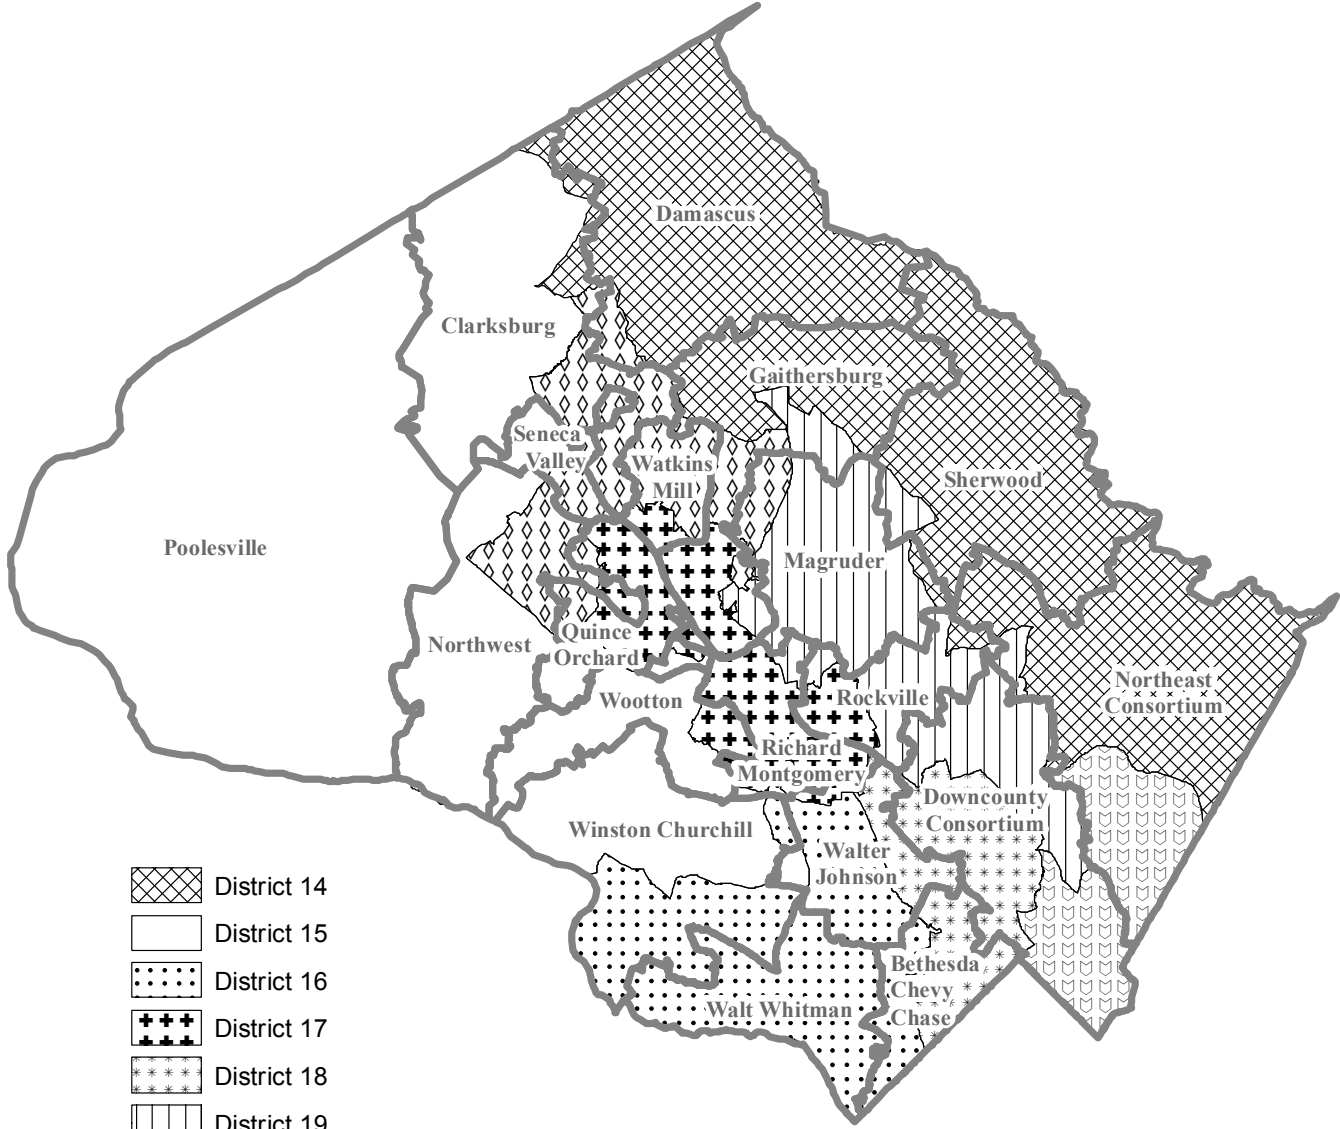 Damascus
Clarksburg
Gaithersburg
Seneca
Valley
Watkins
Mill
Sherwood
Poolesville
Magruder
Quince
Orchard
Northwest
Wootton
Rockville
Northeast
Consortium
Richard
Montgomery
Downcounty
Consortium
Winston Churchill
Walter
Johnson
Bethesda
Chevy
Chase
Walt Whitman
District 14
District 15
District 16
District 17
District 18
District 19